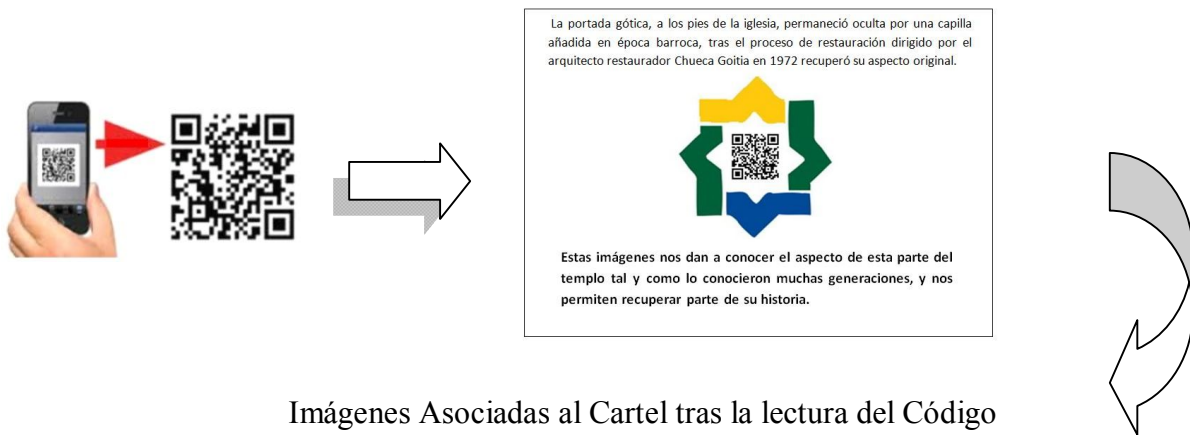 La portada gótica, a los pies de la iglesia, permaneció oculta por una capilla
añadida en época barroca, tras el proceso de restauración dirigido por el
arquitecto restaurador Chueca Goitia en 1972 recuperó su aspecto original.
Estas imágenes nos dan a conocer el aspecto de esta parte del
templo tal y como lo conocieron muchas generaciones, y nos
permiten recuperar parte de su historia.
Imágenes Asociadas al Cartel tras la lectura del Código